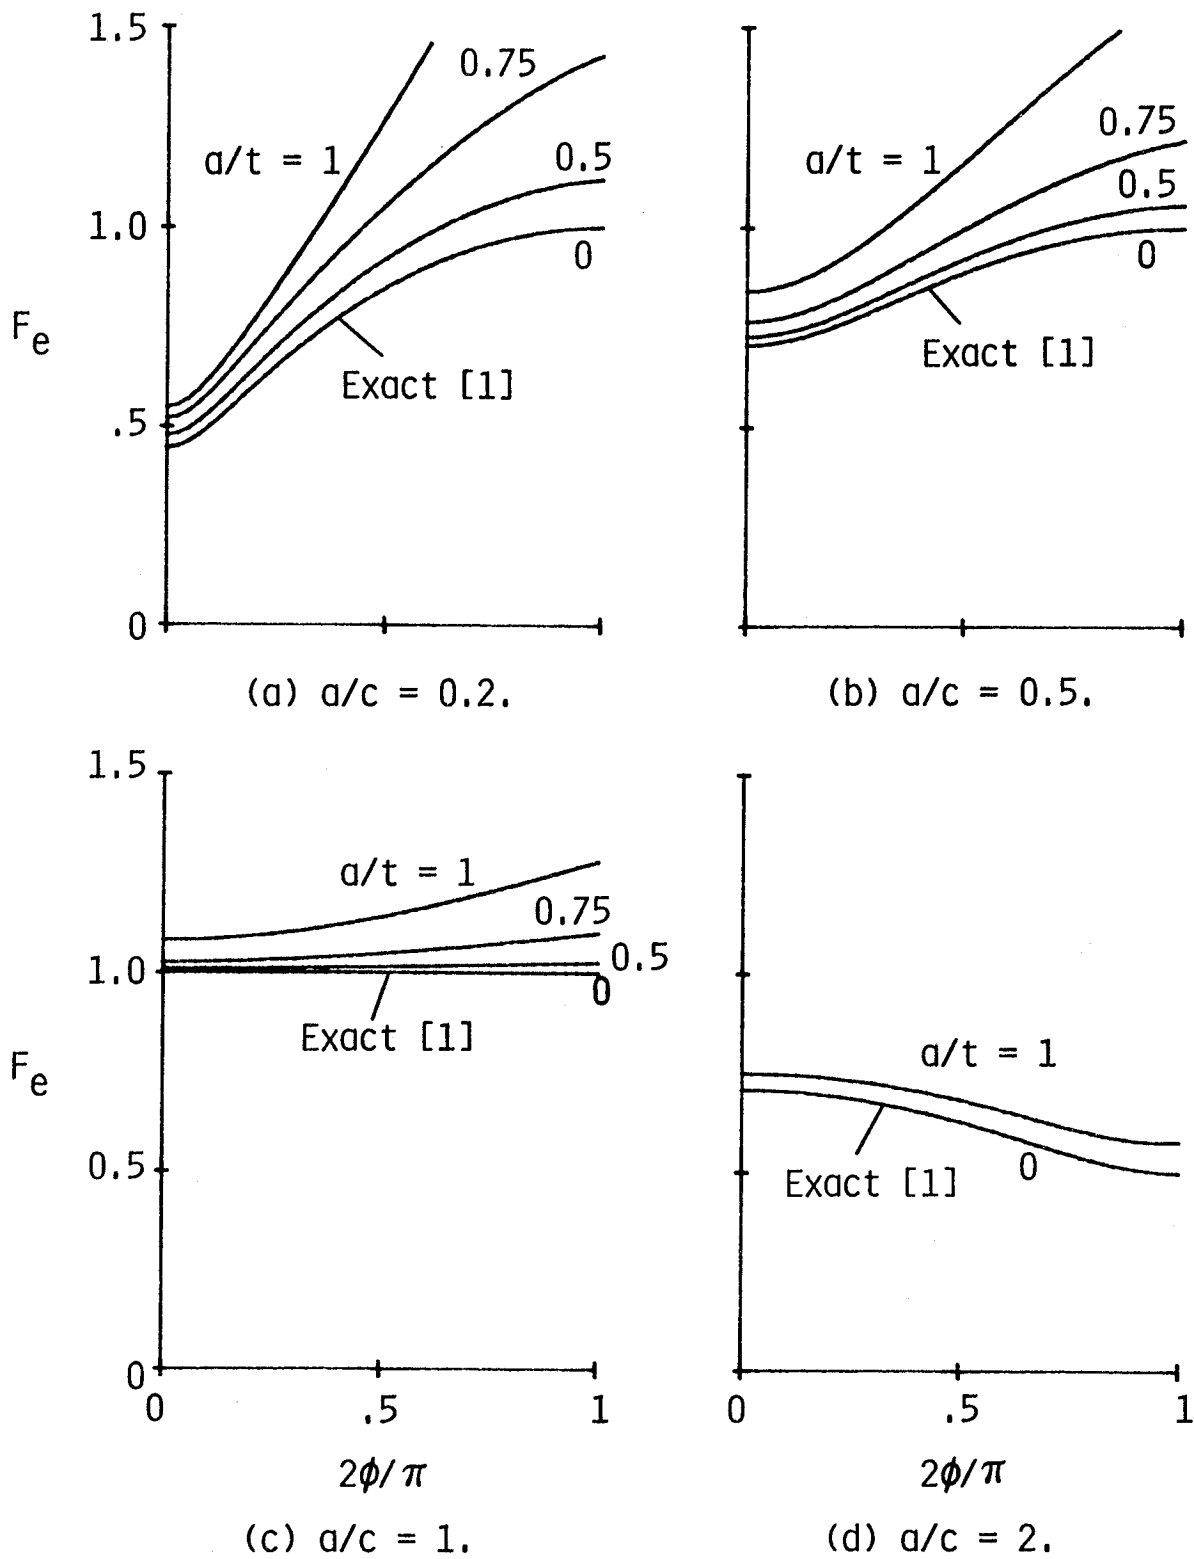 1.5
0.75
a/t = 1
0.5
1.0
0
Fe
Exact [1]
.5
0
(a) a/c = 0.2.
0.75
a/t = 1
0.5
0
Exact [1]
(b) a/c = 0.5.
1.5
a/t = 1
0.75
0.5
1.0
0
Exact [1]
Fe
0.5
0
0
.5
1
2ϕ/π
(c) a/c = 1.
a/t = 1
0
Exact [1]
0
.5
1
2ϕ/π
(d) a/c = 2.